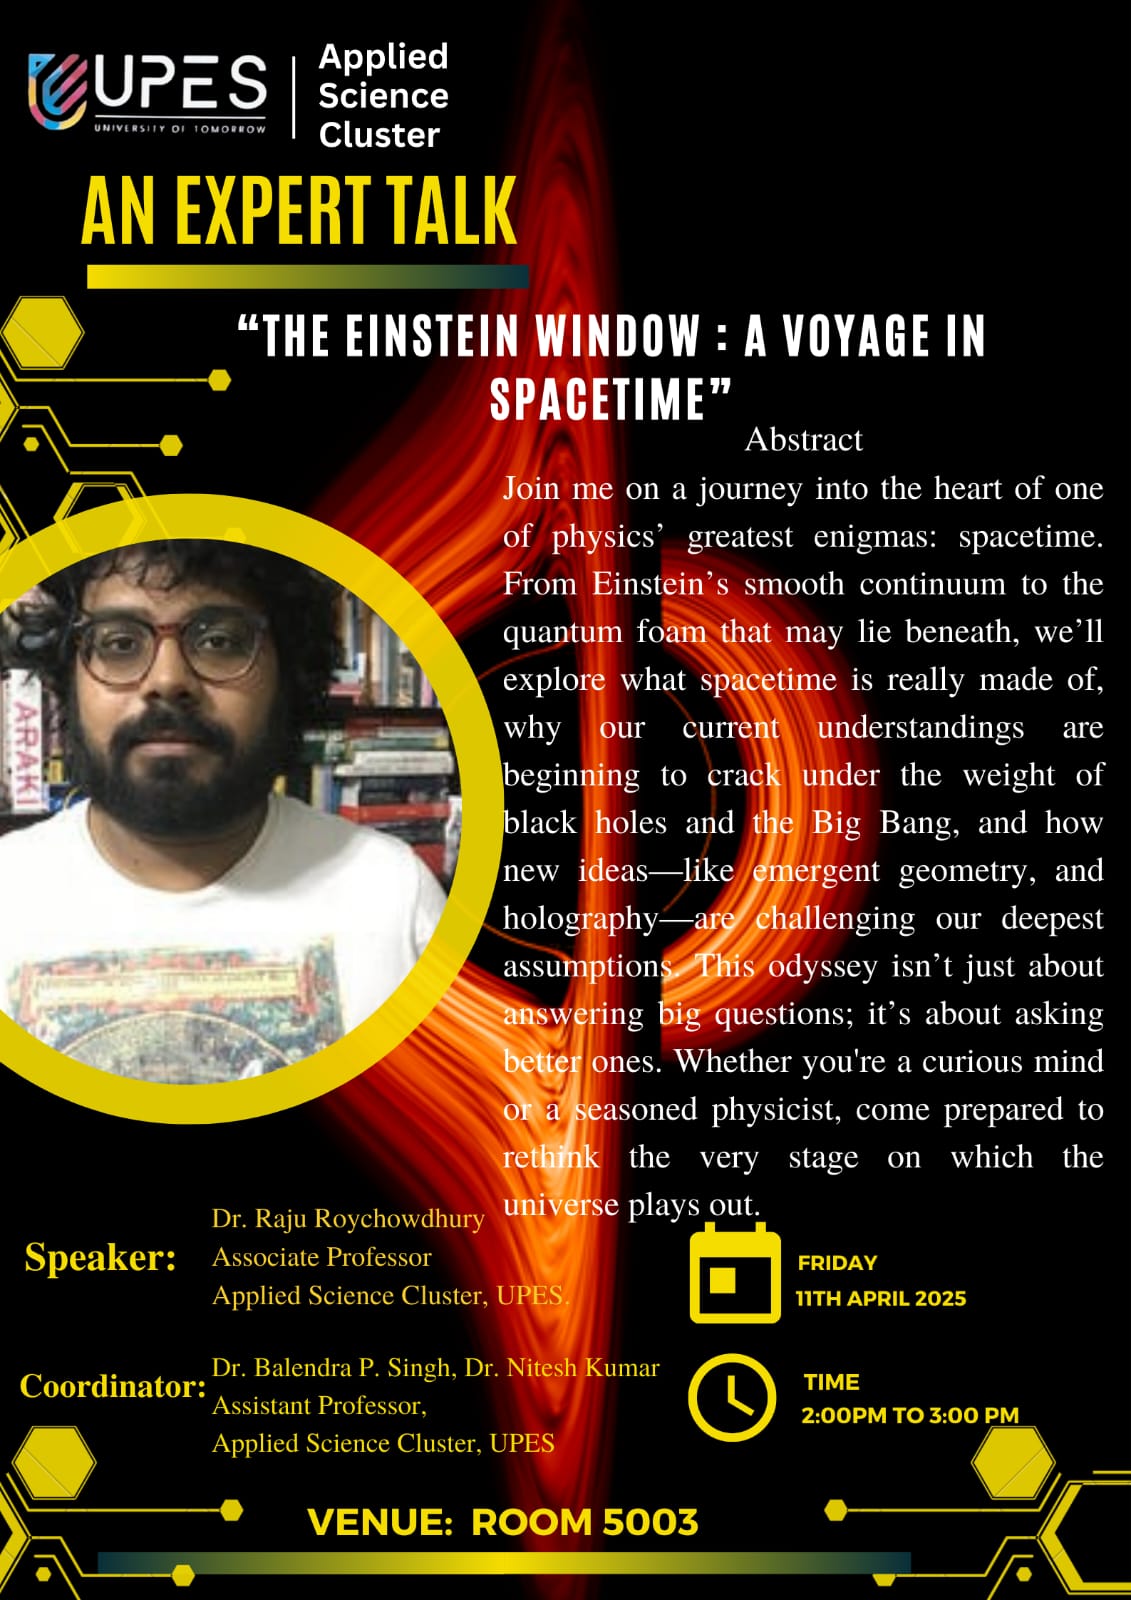 UPES
UNIVERSITY OF TOMORROW
Applied
Science
Cluster
AN EXPERT TALK
“THE EINSTEIN WINDOW : A VOYAGE IN
SPACETIME”
Abstract
Join me on a journey into the heart of one
of physics’ greatest enigmas: spacetime.
From Einstein’s smooth continuum to the
quantum foam that may lie beneath, we’ll
explore what spacetime is really made of,
why our current understandings are
beginning to crack under the weight of
black holes and the Big Bang, and how
new ideas—like emergent geometry, and
holography—are challenging our deepest
assumptions. This odyssey isn’t just about
answering big questions; it’s about asking
better ones. Whether you're a curious mind
or a seasoned physicist, come prepared to
rethink the very stage on which the
universe plays out.
ARAKI
Speaker:
Dr. Raju Roychowdhury
Associate Professor
Applied Science Cluster, UPES.
FRIDAY
11TH APRIL 2025
Coordinator:
Dr. Balendra P. Singh, Dr. Nitesh Kumar
Assistant Professor,
Applied Science Cluster, UPES
TIME
2:00PM TO 3:00 PM
VENUE: ROOM 5003